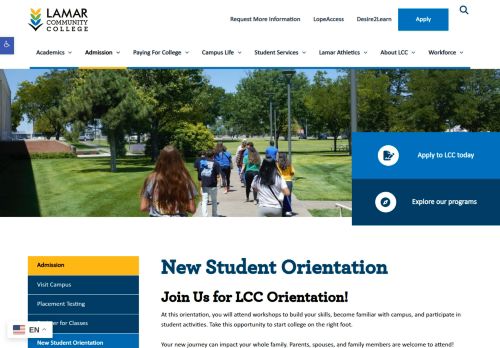 LAMAR
COMMUNITY
COLLEGE
Request More Information LopeAccess Desire2Learn Apply
Academics Admission Paying For College Campus Life Student Services Lamar Athletics About LCC Workforce
Apply to LCC today
Explore our programs
Admission
Visit Campus
Placement Testing
for Classes
New Student Orientation
EN
New Student Orientation
Join Us for LCC Orientation!
At this orientation, you will attend workshops to build your skills, become familiar with campus, and participate in
student activities. Take this opportunity to start college on the right foot.
Your new journey can impact your whole family. Parents, spouses, and family members are welcome to attend!